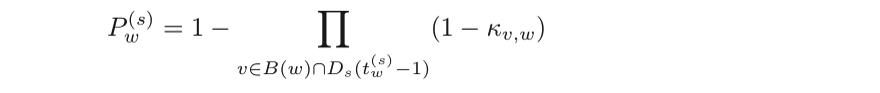 $$P_w^{(s)} = 1 - \prod_{v \in B(w) \cap D_s(t_w^{(s)} - 1)} (1 - \kappa_{v,w})$$